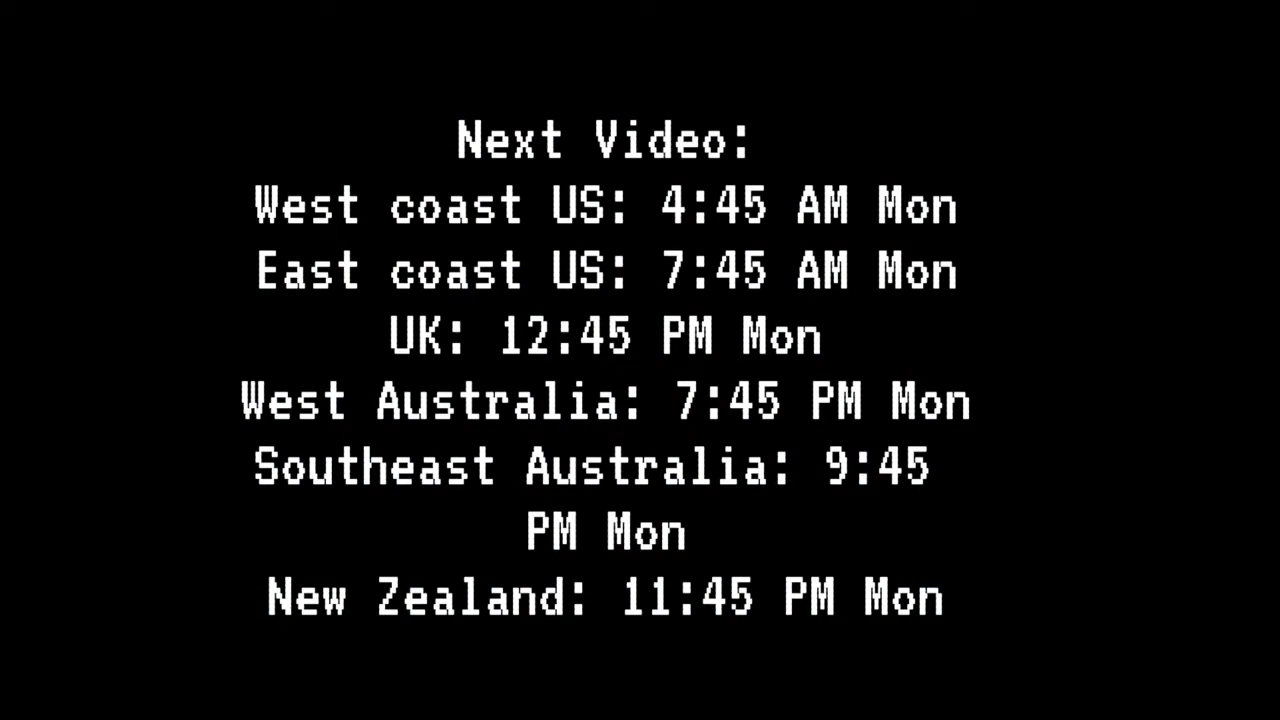 Next Video:
West coast US: 4:45 AM Mon
East coast US: 7:45 AM Mon
UK: 12:45 PM Mon
West Australia: 7:45 PM Mon
Southeast Australia: 9:45
PM Mon
New Zealand: 11:45 PM Mon